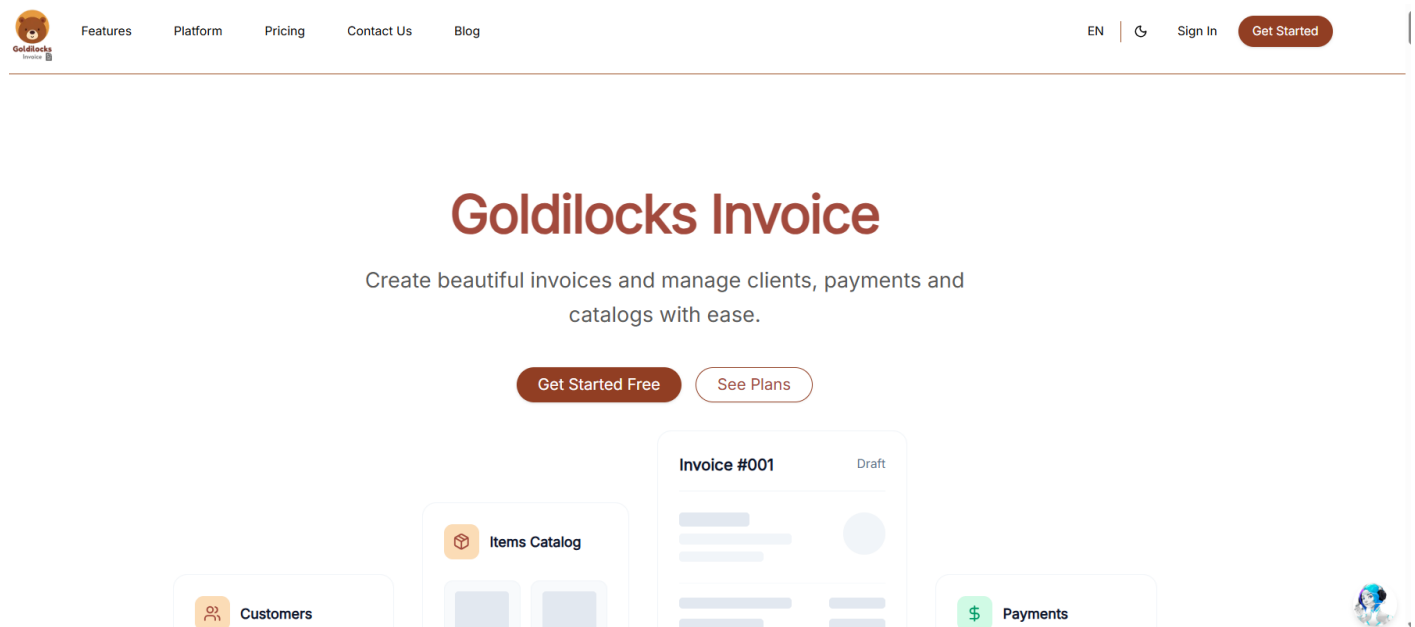 Goldilocks
Invoice
Features
Platform
Pricing
Contact Us
Blog
EN
Sign In
Get Started
Goldilocks Invoice
Create beautiful invoices and manage clients, payments and
catalogs with ease.
Get Started Free
See Plans
Invoice #001
Draft
Items Catalog
Customers
Payments